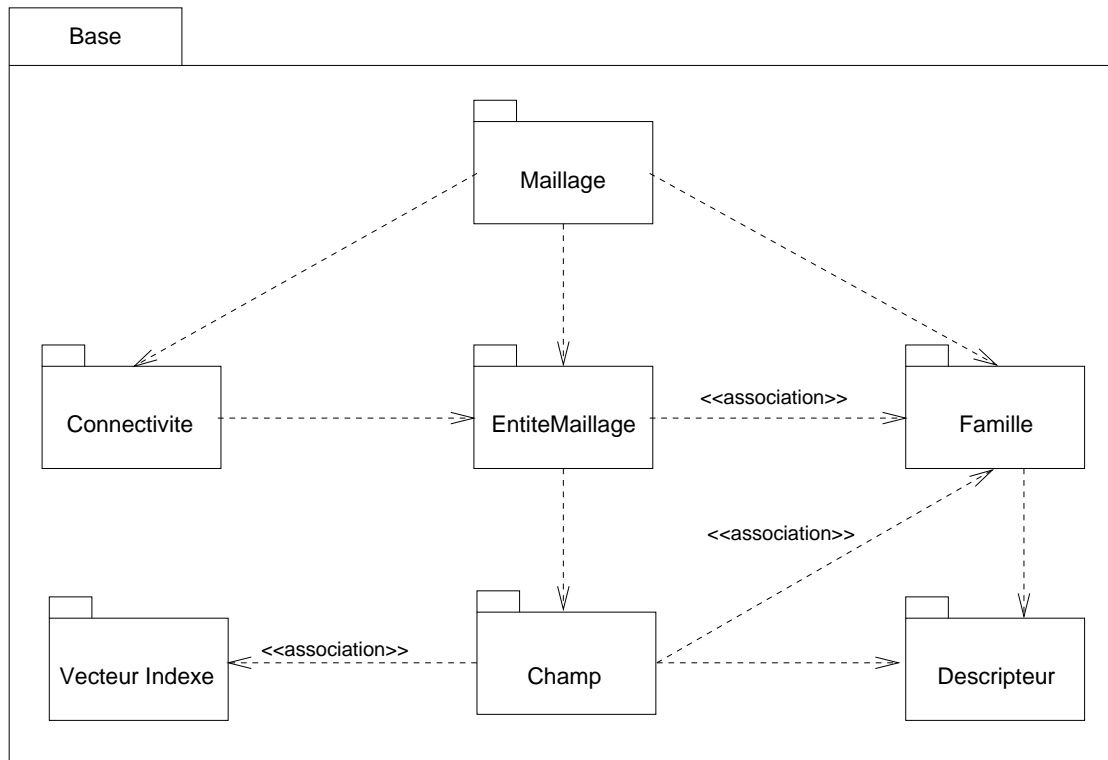 Base
Maillage
Connectivite
EntiteMaillage
<<association>>
Famille
<<association>>
Vecteur Indexe
<<association>>
Champ
Descripteur